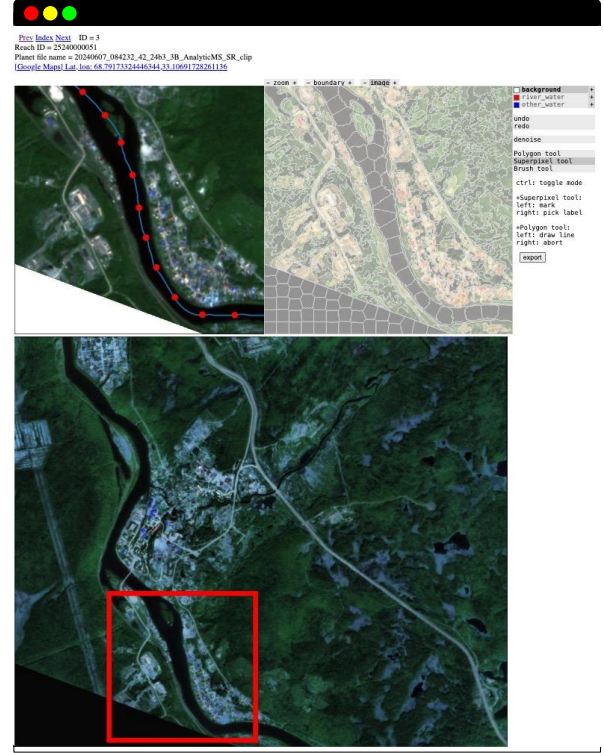 Prev Index Next ID = 3
Reach ID = 25240000051
Planet file name = 20240607_084232_42_24b3_3B_AnalyticMS_SR_clip
[Google Maps] Lat, lon: 68.79173324446344,33.10691728261136
− zoom + − boundary + − image +
background +
river_water +
other_water +
undo
redo
denoise
Polygon tool
Superpixel tool
Brush tool
ctrl: toggle mode
+Superpixel tool:
left: mark
right: pick label
+Polygon tool:
left: draw line
right: abort
export